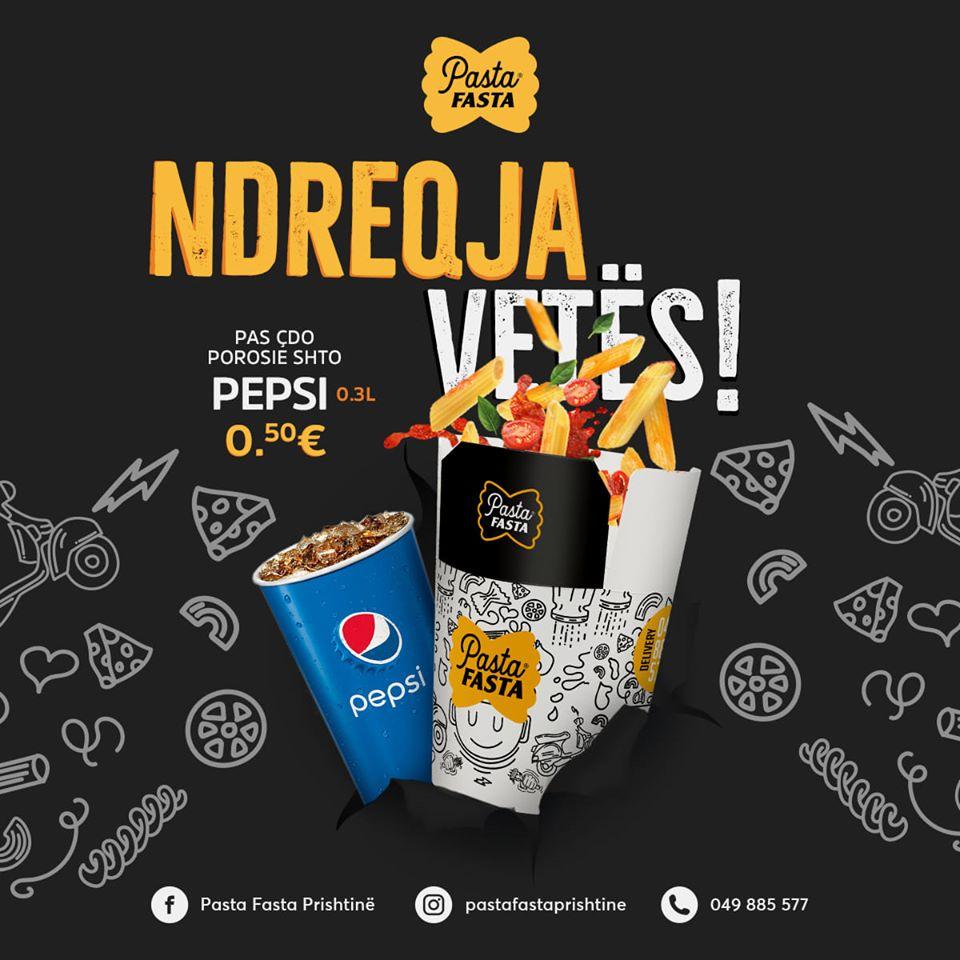 Pasta
FASTA
NDREQJA
VETËS!
PAS ÇDO
POROSIE SHTO
PEPSI 0.3L
0.50€
Pasta
FASTA
pepsi
Pasta
FASTA
DELIVERY
Pasta Fasta Prishtinë
pastafastaprishtine
049 885 577